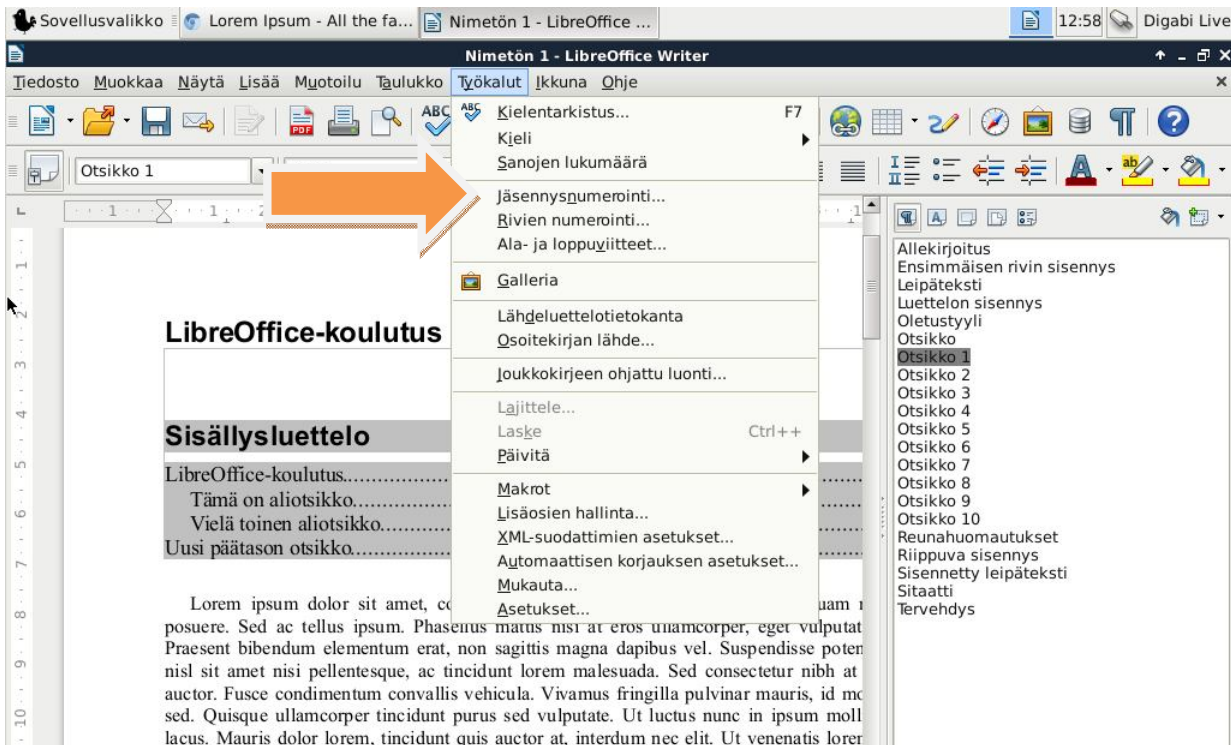 Sovellusvalikko
Lorem Ipsum - All the fa...
Nimetön 1 - LibreOffice ...
12:58
Digabi Live
Nimetön 1 - LibreOffice Writer
Tiedosto Muokkaa Näytä Lisää Muotoilu Taulukko Työkalut Ikkuna Ohje
Kielentarkistus... F7
Kieli
Sanojen lukumäärä
Jäsennysnumerointi...
Rivien numerointi...
Ala- ja loppuviitteet...
Galleria
Lähdeluettelotietokanta
Osoitekirjan lähde...
Joukkokirjeen ohjattu luonti...
Lajittele...
Laske Ctrl++
Päivitä
Makrot
Lisäosien hallinta...
XML-suodattimien asetukset...
Automaattisen korjauksen asetukset...
Mukauta...
Asetukset...
ABC
PDF
Otsikko 1
LibreOffice-koulutus
Sisällysluettelo
LibreOffice-koulutus
Tämä on aliotsikko
Vielä toinen aliotsikko
Uusi päätason otsikko
Lorem ipsum dolor sit amet,
posuere. Sed ac tellus ipsum. Phasellus mattis nisl at eros ullamcorper, eget vulputat
Praesent bibendum elementum erat, non sagittis magna dapibus vel. Suspendisse poten
nisl sit amet nisi pellentesque, ac tincidunt lorem malesuada. Sed consectetur nibh at
auctor. Fusce condimentum convallis vehicula. Vivamus fringilla pulvinar mauris, id mo
sed. Quisque ullamcorper tincidunt purus sed vulputate. Ut luctus nunc in ipsum moll
lacus. Mauris dolor lorem, tincidunt quis auctor at, interdum nec elit. Ut venenatis lorem
Allekirjoitus
Ensimmäisen rivin sisennys
Leipäteksti
Luettelon sisennys
Oletustyyli
Otsikko
Otsikko 1
Otsikko 2
Otsikko 3
Otsikko 4
Otsikko 5
Otsikko 6
Otsikko 7
Otsikko 8
Otsikko 9
Otsikko 10
Reunahuomautukset
Riippuva sisennys
Sisennetty leipäteksti
Sitaatti
Tervehdys